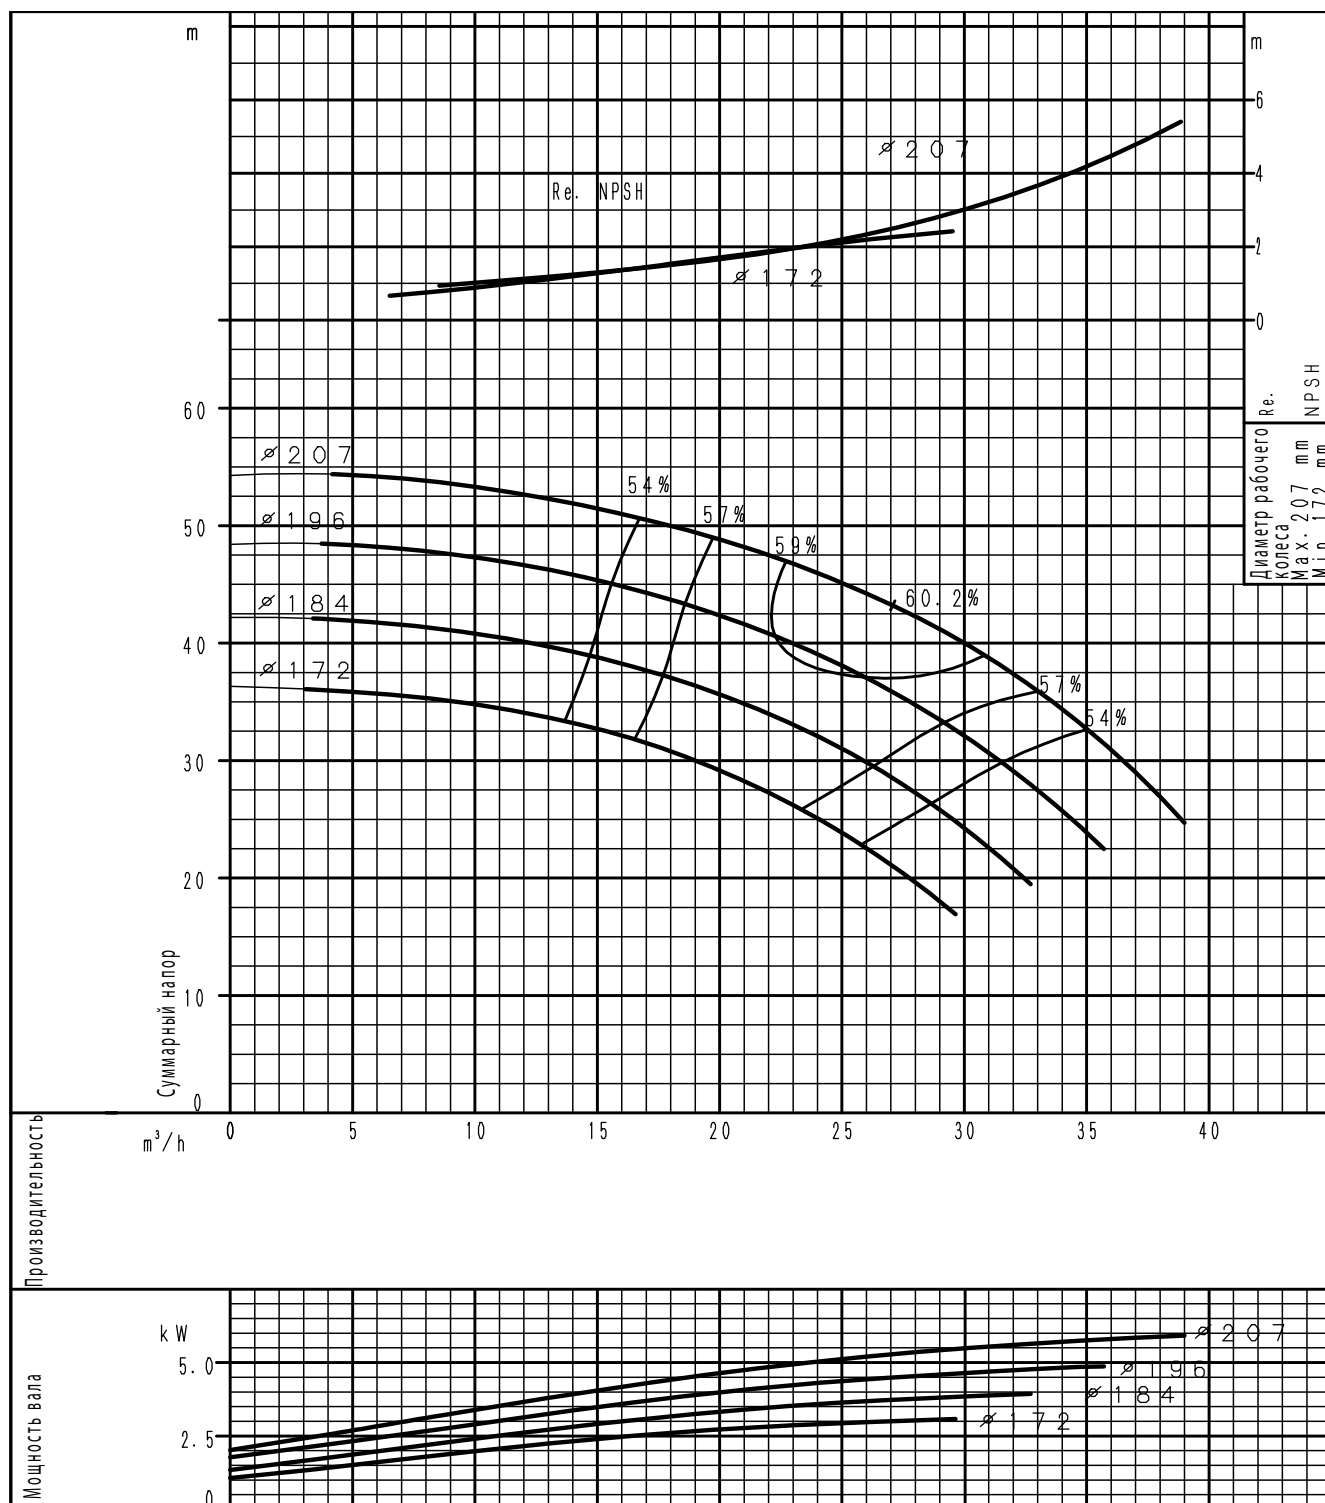 m
m
6
⌀207
4
Re. NPSH
2
⌀172
0
Re. NPSH
60
Диаметр рабочего колеса
Max. 207 mm
Min. 172 mm
⌀207
54%
57%
50
⌀196
59%
60.2%
⌀184
40
⌀172
57%
54%
30
20
10
Суммарный напор
0
Производительность
m³/h
0 5 10 15 20 25 30 35 40
Мощность вала
kW
⌀207
5.0
⌀196
⌀184
⌀172
2.5
0